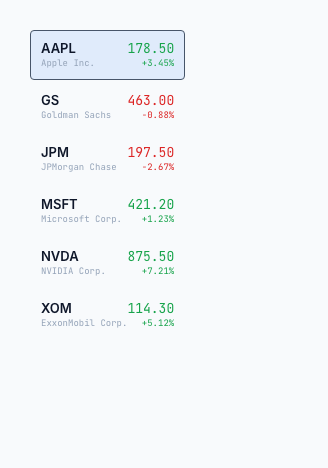 AAPL 178.50
Apple Inc. +3.45%
GS 463.00
Goldman Sachs -0.88%
JPM 197.50
JPMorgan Chase -2.67%
MSFT 421.20
Microsoft Corp. +1.23%
NVDA 875.50
NVIDIA Corp. +7.21%
XOM 114.30
ExxonMobil Corp. +5.12%